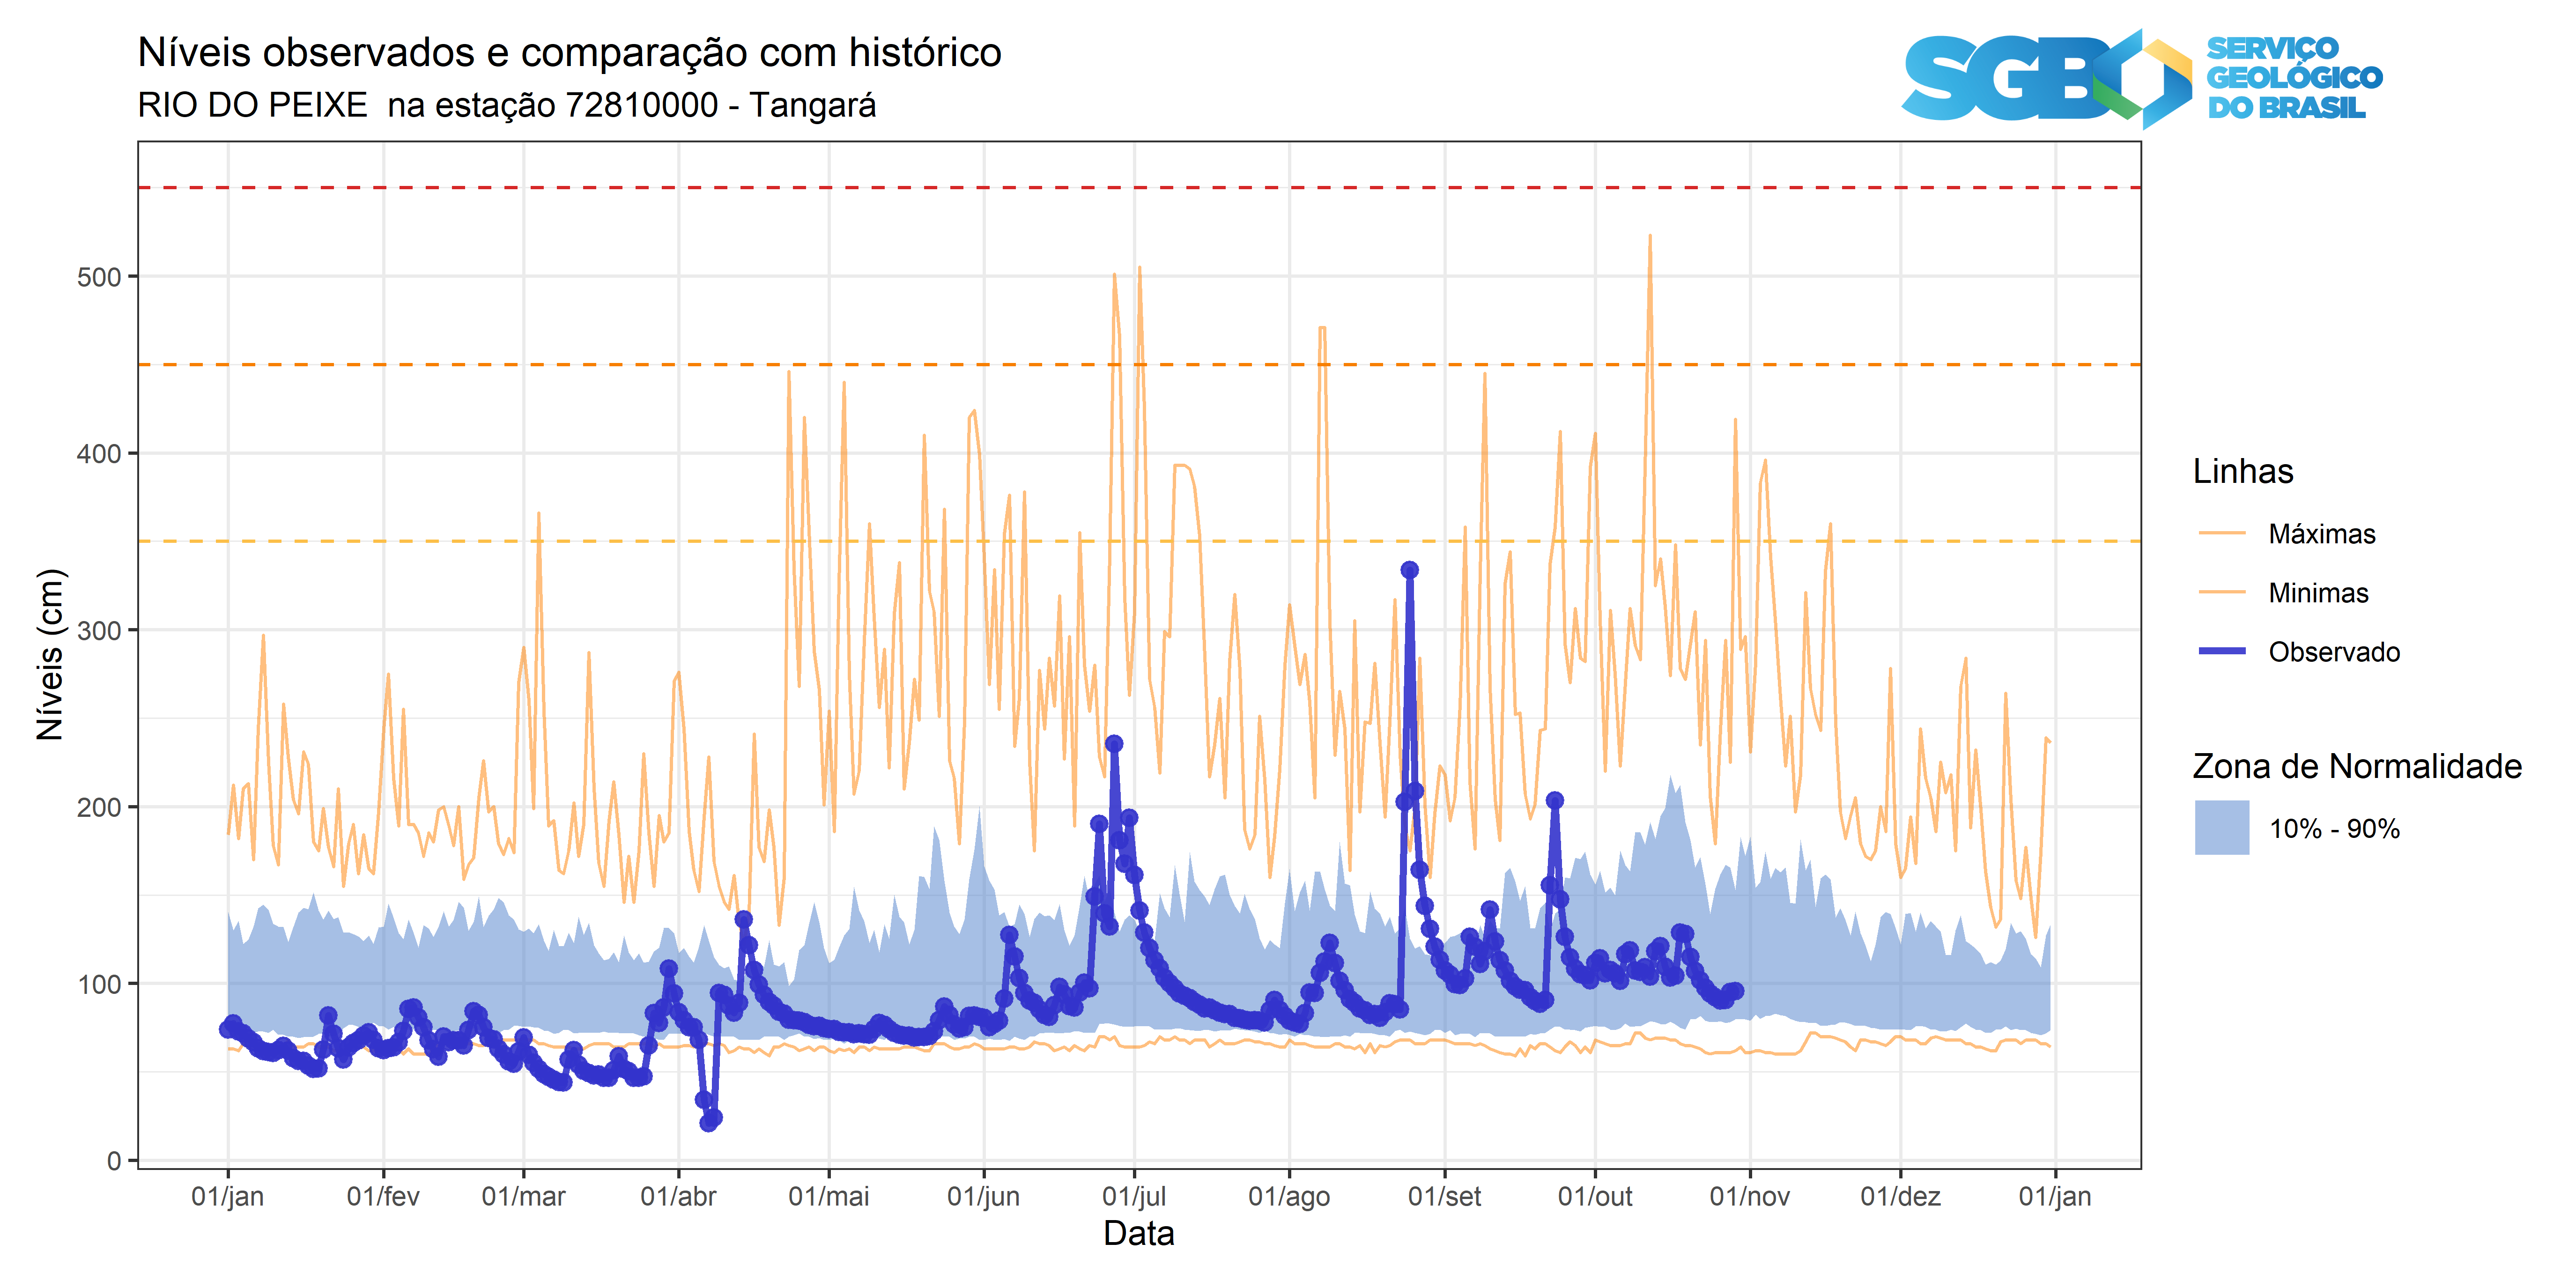 Níveis observados e comparação com histórico
RIO DO PEIXE  na estação 72810000 - Tangará
SGB
SERVIÇO
GEOLÓGICO
DO BRASIL
Níveis (cm)
500
400
300
200
100
0
01/jan
01/fev
01/mar
01/abr
01/mai
01/jun
01/jul
01/ago
01/set
01/out
01/nov
01/dez
01/jan
Data
Linhas
Máximas
Minimas
Observado
Zona de Normalidade
10% - 90%